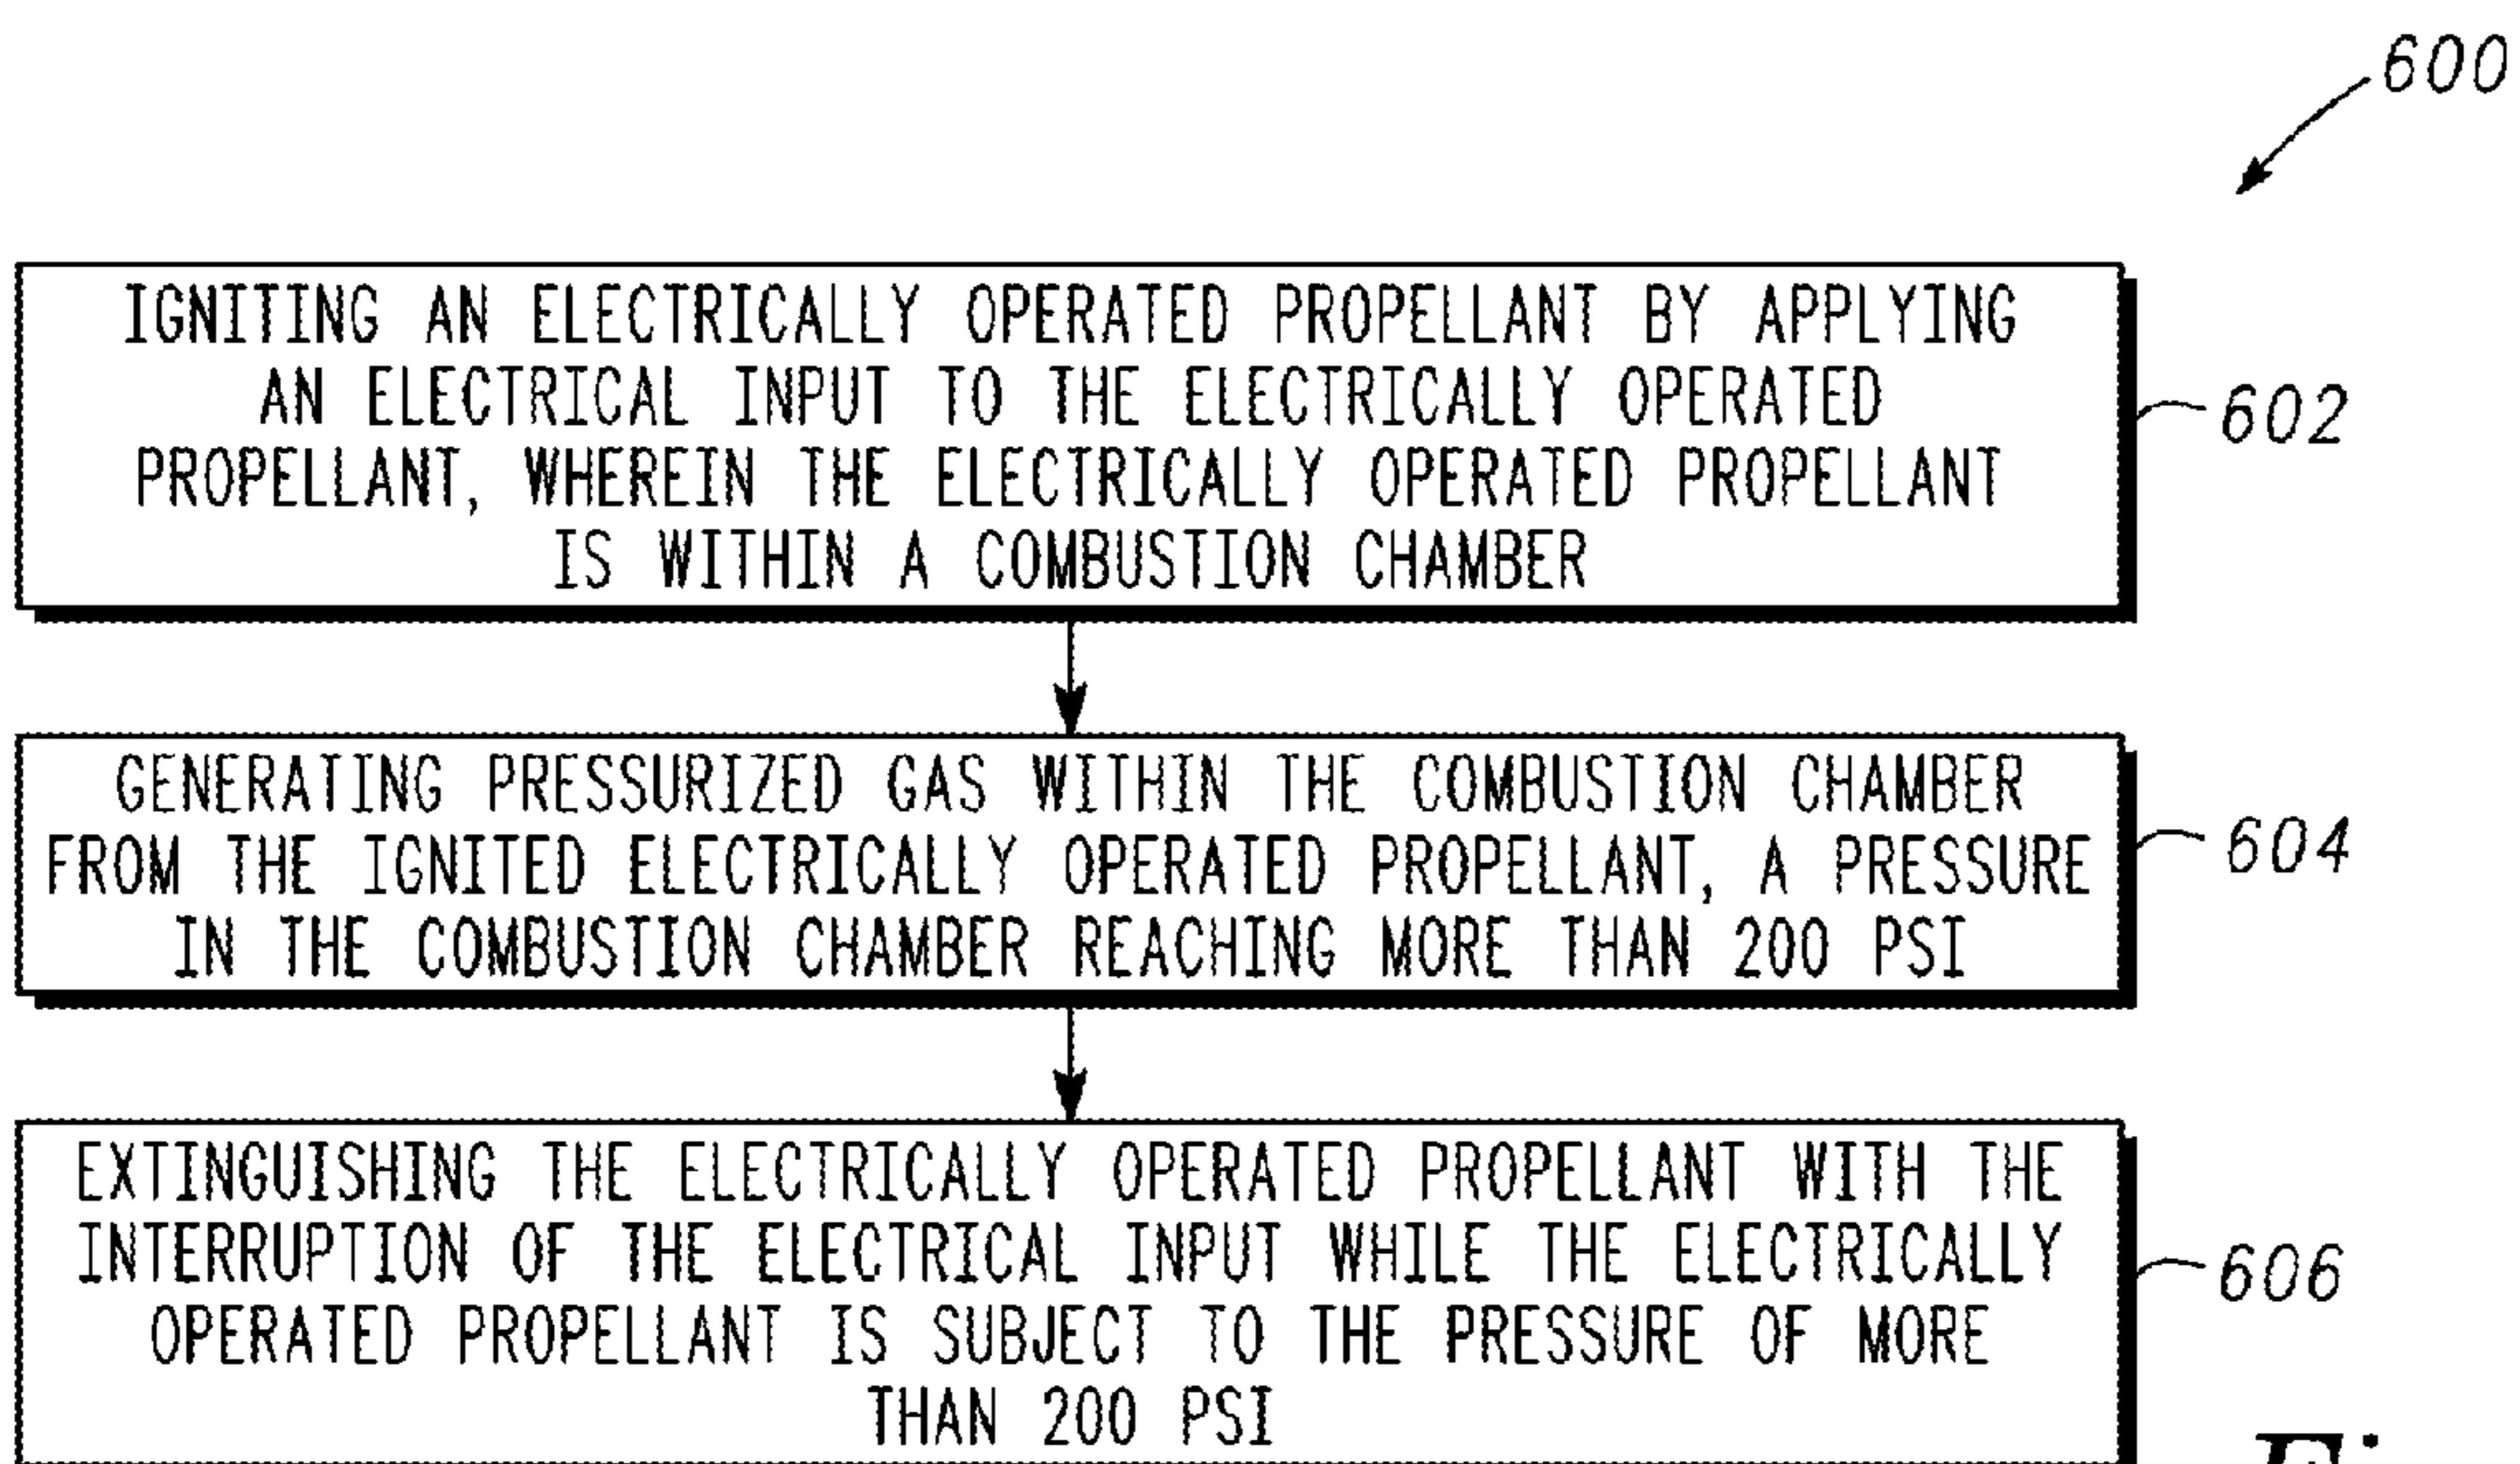 600
IGNITING AN ELECTRICALLY OPERATED PROPELLANT BY APPLYING
AN ELECTRICAL INPUT TO THE ELECTRICALLY OPERATED
PROPELLANT, WHEREIN THE ELECTRICALLY OPERATED PROPELLANT
IS WITHIN A COMBUSTION CHAMBER
602
GENERATING PRESSURIZED GAS WITHIN THE COMBUSTION CHAMBER
FROM THE IGNITED ELECTRICALLY OPERATED PROPELLANT, A PRESSURE
IN THE COMBUSTION CHAMBER REACHING MORE THAN 200 PSI
604
EXTINGUISHING THE ELECTRICALLY OPERATED PROPELLANT WITH THE
INTERRUPTION OF THE ELECTRICAL INPUT WHILE THE ELECTRICALLY
OPERATED PROPELLANT IS SUBJECT TO THE PRESSURE OF MORE
THAN 200 PSI
606